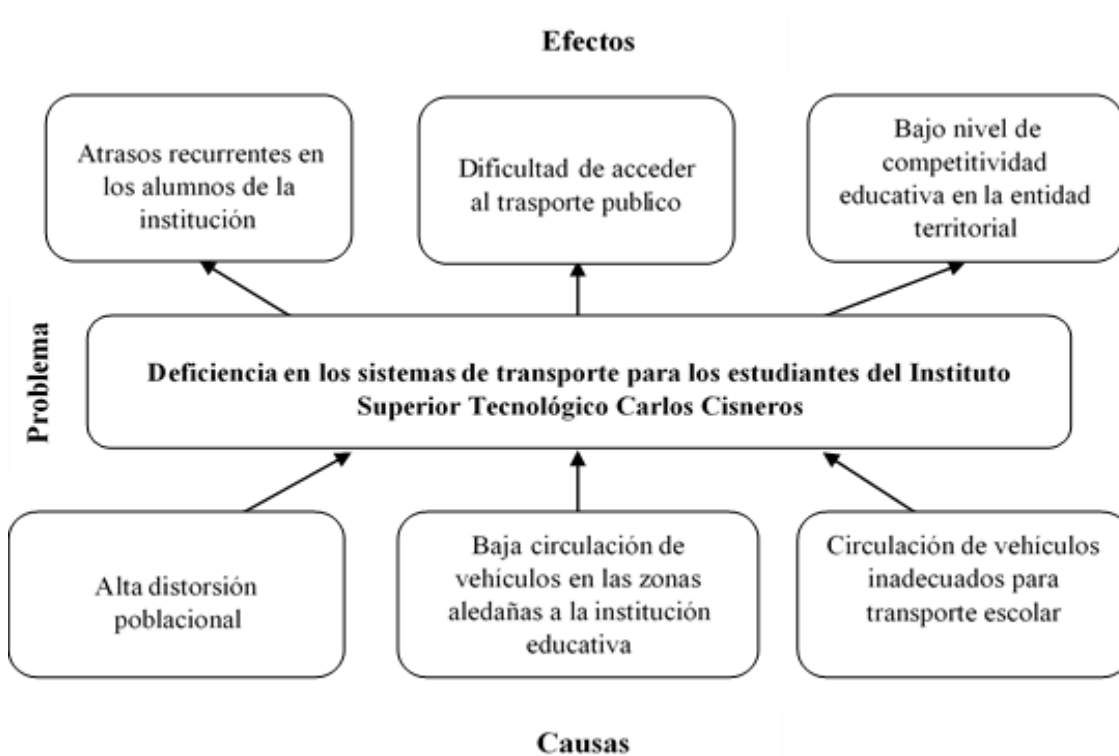 Efectos
Atrasos recurrentes en
los alumnos de la
institución
Dificultad de acceder
al trasporte publico
Bajo nivel de
competitividad
educativa en la entidad
territorial
Problema
Deficiencia en los sistemas de transporte para los estudiantes del Instituto
Superior Tecnológico Carlos Cisneros
Alta distorsión
poblacional
Baja circulación de
vehículos en las zonas
aledañas a la institución
educativa
Circulación de vehículos
inadecuados para
transporte escolar
Causas